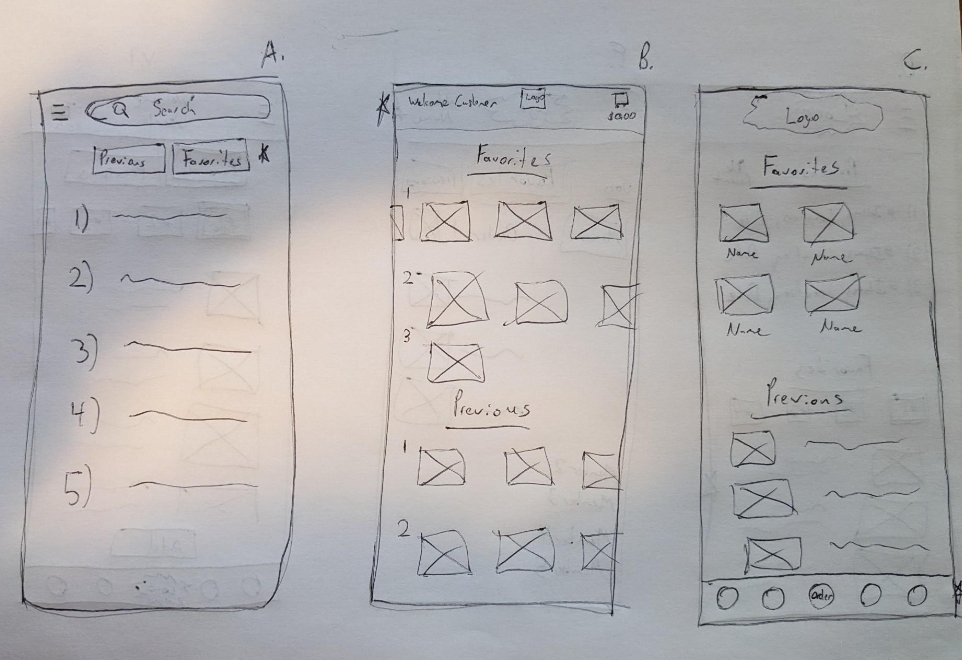 A.
Search
Previous Favorites
1)
2)
3)
4)
5)
B.
Welcome Customer Logo
$0.00
Favorites
1
2
3
Previous
1
2
C.
Logo
Favorites
Name Name
Name Name
Previous
Order